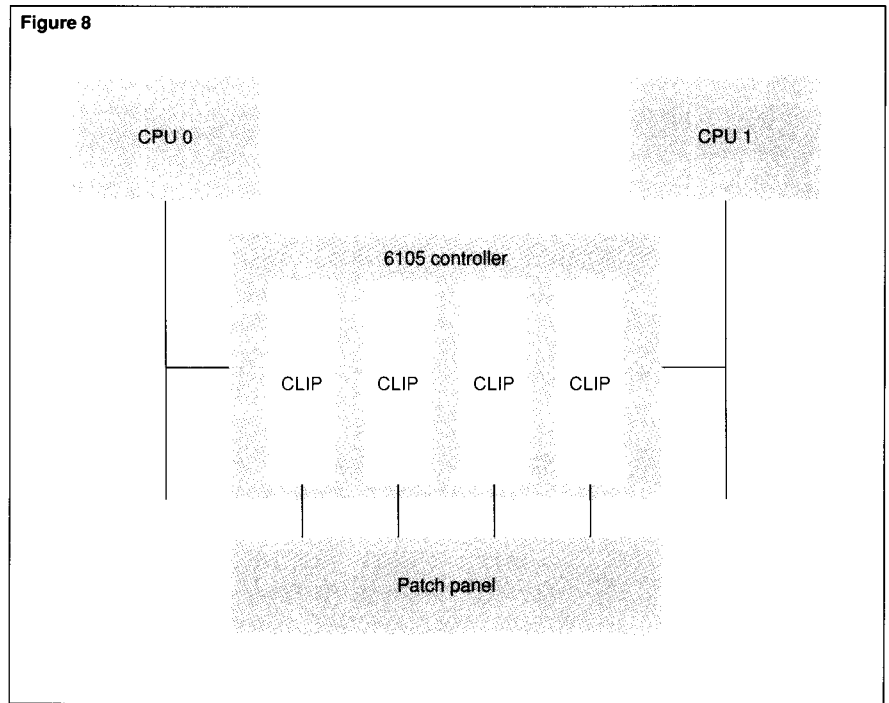 Figure 8
CPU 0
CPU 1
6105 controller
CLIP CLIP CLIP CLIP
Patch panel